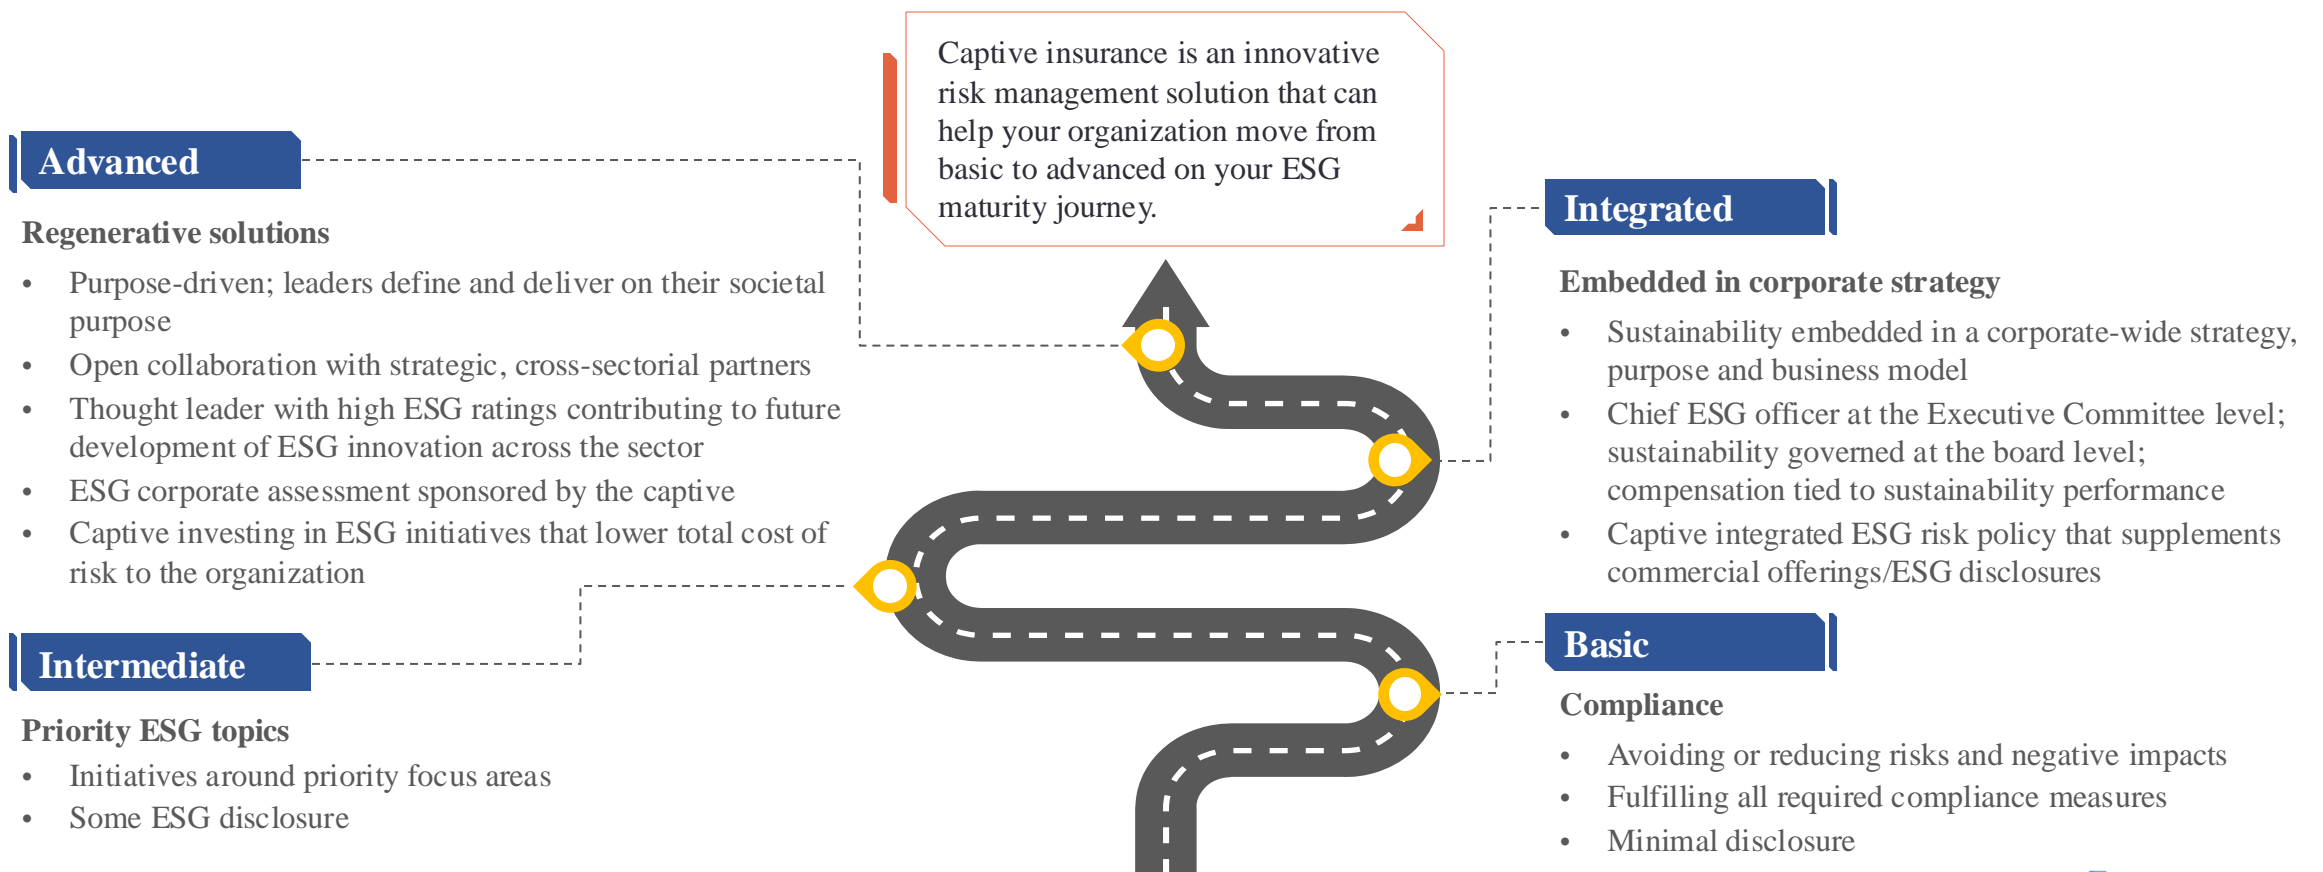 Captive insurance is an innovative
risk management solution that can
help your organization move from
basic to advanced on your ESG
maturity journey.
Advanced
Regenerative solutions
• Purpose-driven; leaders define and deliver on their societal
purpose
• Open collaboration with strategic, cross-sectorial partners
• Thought leader with high ESG ratings contributing to future
development of ESG innovation across the sector
• ESG corporate assessment sponsored by the captive
• Captive investing in ESG initiatives that lower total cost of
risk to the organization
Integrated
Embedded in corporate strategy
• Sustainability embedded in a corporate-wide strategy,
purpose and business model
• Chief ESG officer at the Executive Committee level;
sustainability governed at the board level;
compensation tied to sustainability performance
• Captive integrated ESG risk policy that supplements
commercial offerings/ESG disclosures
Intermediate
Priority ESG topics
• Initiatives around priority focus areas
• Some ESG disclosure
Basic
Compliance
• Avoiding or reducing risks and negative impacts
• Fulfilling all required compliance measures
• Minimal disclosure